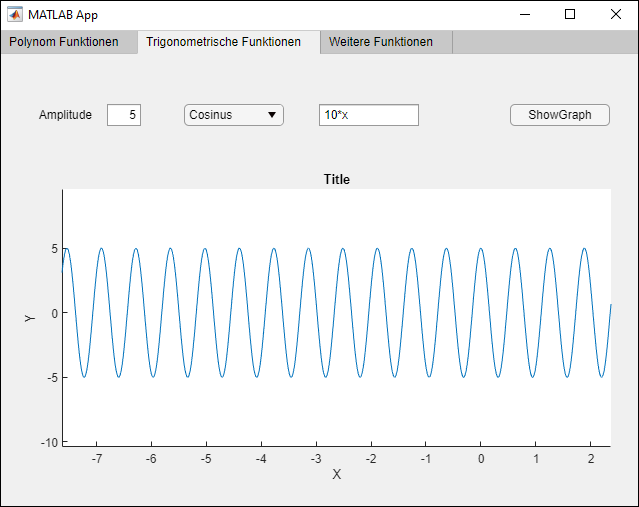 MATLAB App
Polynom Funktionen Trigonometrische Funktionen Weitere Funktionen
Amplitude 5 Cosinus 10*x ShowGraph
Title
5
0
-5
-10
Y
-7 -6 -5 -4 -3 -2 -1 0 1 2
X